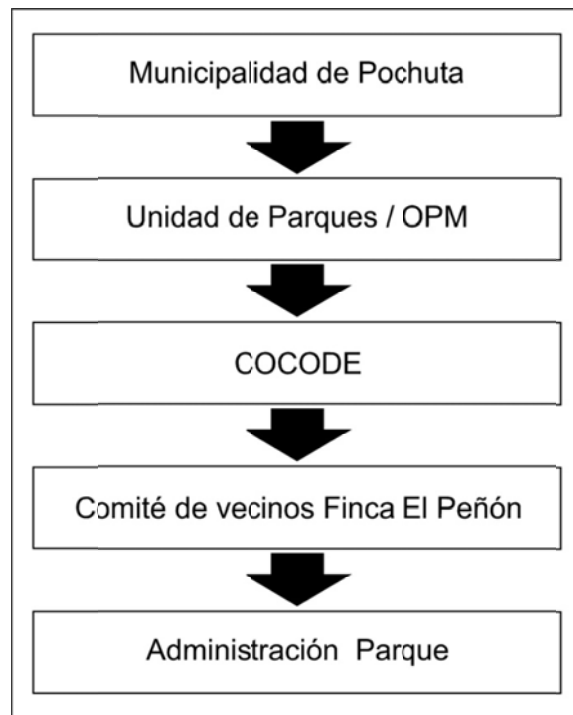 Municipalidad de Pochuta
Unidad de Parques / OPM
COCODE
Comité de vecinos Finca El Peñón
Administración Parque